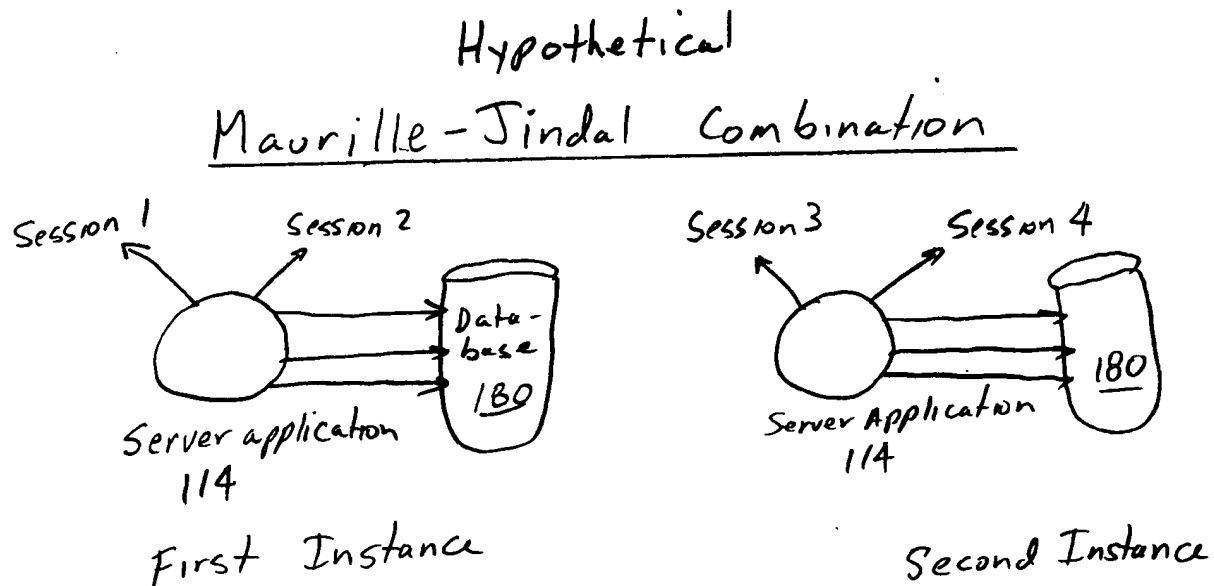 Hypothetical
Maurille-Jindal Combination
Session 1
Session 2
Session 3
Session 4
Data-
base
180
180
Server application
114
Server Application
114
First Instance
Second Instance